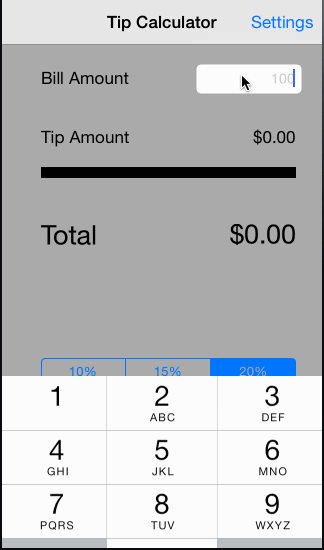 Tip Calculator Settings
Bill Amount 100
Tip Amount $0.00
Total $0.00
10% 15% 20%
1 2 3
ABC DEF
4 5 6
GHI JKL MNO
7 8 9
PQRS TUV WXYZ